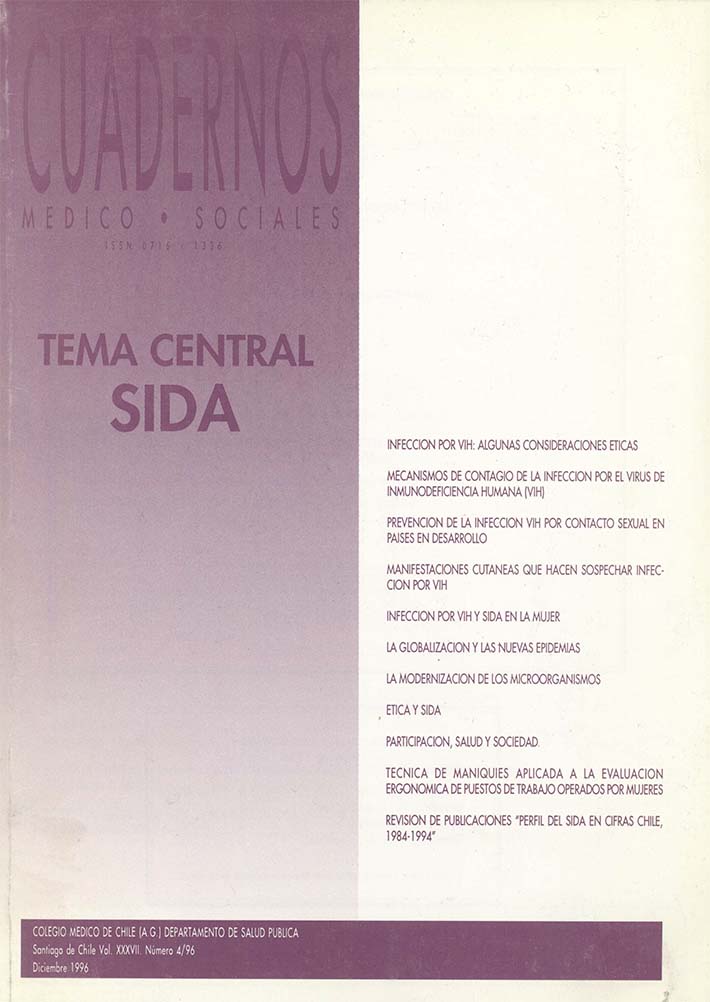 CUADERNOS
MEDICO • SOCIALES
ISSN 0716 / 1336
TEMA CENTRAL
SIDA
INFECCION POR VIH: ALGUNAS CONSIDERACIONES ETICAS
MECANISMOS DE CONTAGIO DE LA INFECCION POR EL VIRUS DE
INMUNODEFICIENCIA HUMANA (VIH)
PREVENCION DE LA INFECCION VIH POR CONTACTO SEXUAL EN
PAISES EN DESARROLLO
MANIFESTACIONES CUTANEAS QUE HACEN SOSPECHAR INFEC-
CION POR VIH
INFECCION POR VIH Y SIDA EN LA MUJER
LA GLOBALIZACION Y LAS NUEVAS EPIDEMIAS
LA MODERNIZACION DE LOS MICROORGANISMOS
ETICA Y SIDA
PARTICIPACION, SALUD Y SOCIEDAD
TECNICA DE MANIQUIES APLICADA A LA EVALUACION
ERGONOMICA DE PUESTOS DE TRABAJO OPERADOS POR MUJERES
REVISION DE PUBLICACIONES "PERFIL DEL SIDA EN CIFRAS CHILE,
1984-1994"
COLEGIO MEDICO DE CHILE (A.G.) DEPARTAMENTO DE SALUD PUBLICA
Santiago de Chile Vol. XXXVII. Número 4/96
Diciembre 1996